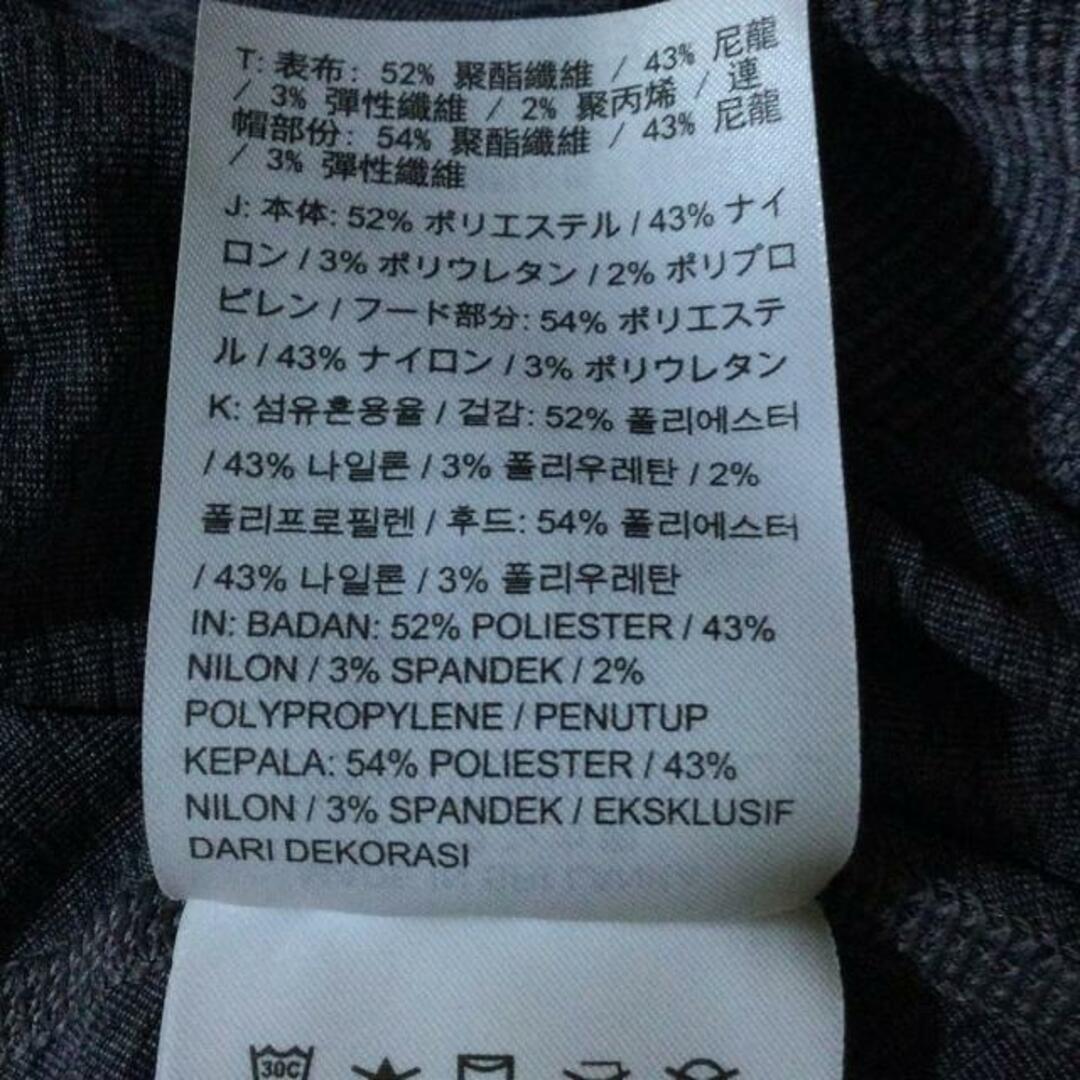 T: 表布: 52% 聚酯纖維 / 43% 尼龍
/ 3% 彈性纖維 / 2% 聚丙烯 / 連
帽部份: 54% 聚酯纖維 / 43% 尼龍
/ 3% 彈性纖維
J: 本体: 52% ポリエステル / 43% ナイ
ロン / 3% ポリウレタン / 2% ポリプロ
ピレン / フード部分: 54% ポリエステ
ル / 43% ナイロン / 3% ポリウレタン
K: 섬유혼용율 / 겉감: 52% 폴리에스터
/ 43% 나일론 / 3% 폴리우레탄 / 2%
폴리프로필렌 / 후드: 54% 폴리에스터
/ 43% 나일론 / 3% 폴리우레탄
IN: BADAN: 52% POLIESTER / 43%
NILON / 3% SPANDEK / 2%
POLYPROPYLENE / PENUTUP
KEPALA: 54% POLIESTER / 43%
NILON / 3% SPANDEK / EKSKLUSIF
DARI DEKORASI
30C